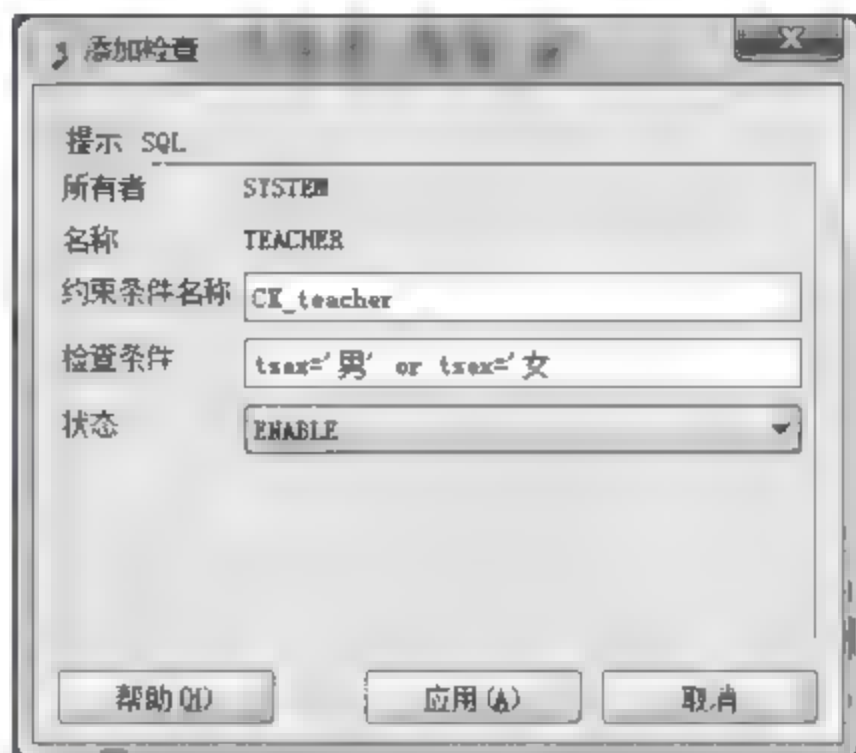 添加检查
提示 SQL
所有者 SYSTEM
名称 TEACHER
约束条件名称 CK_teacher
检查条件 tsex='男' or tsex='女
状态 ENABLE
帮助(H) 应用(A) 取消